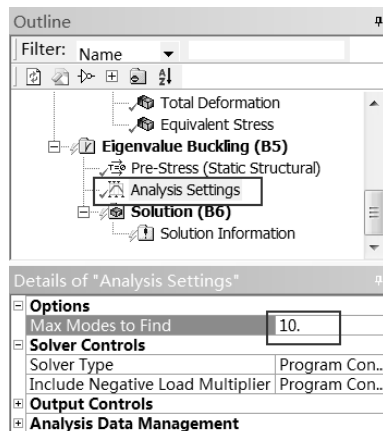 Outline
Filter: Name
Total Deformation
Equivalent Stress
Eigenvalue Buckling (B5)
Pre-Stress (Static Structural)
Analysis Settings
Solution (B6)
Solution Information
Details of "Analysis Settings"
Options
Max Modes to Find 10.
Solver Controls
Solver Type Program Con...
Include Negative Load Multiplier Program Con...
Output Controls
Analysis Data Management